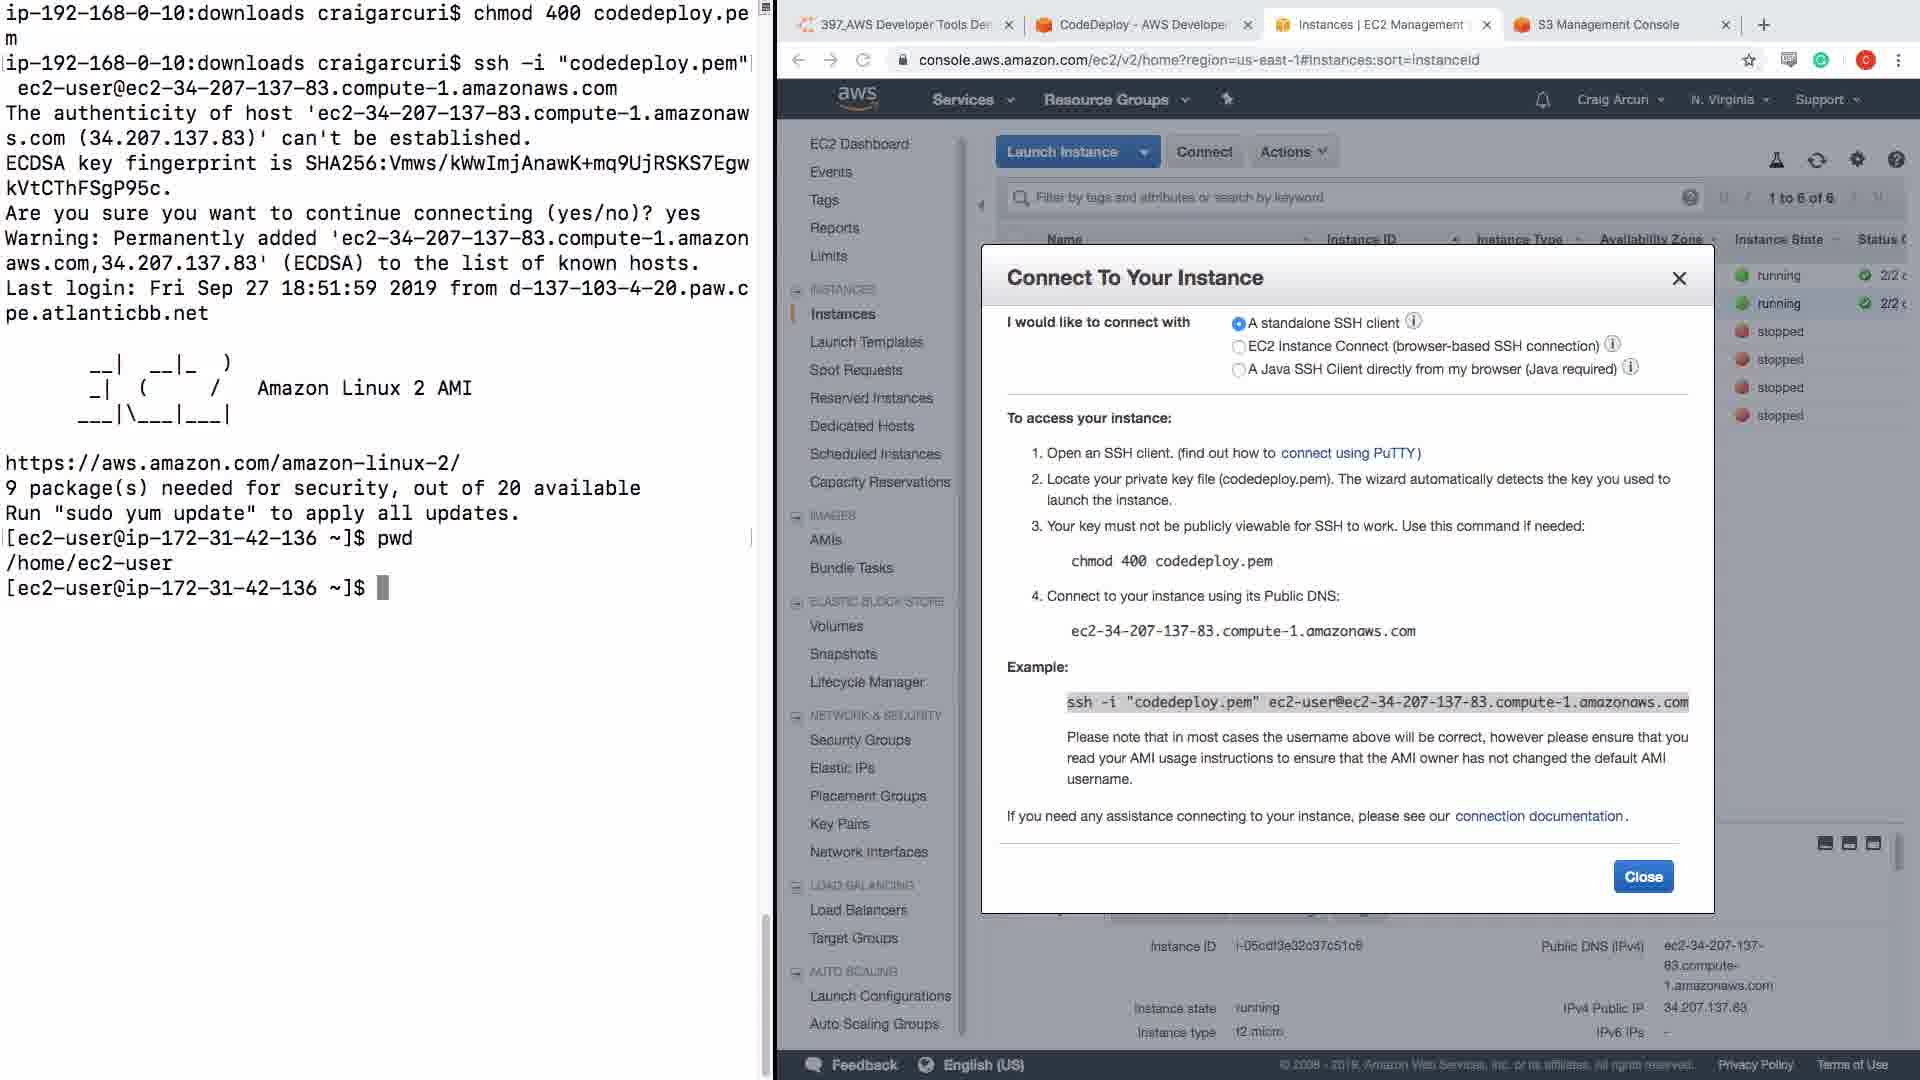 ip-192-168-0-10:downloads craigarcuri$ chmod 400 codedeploy.pe
m
ip-192-168-0-10:downloads craigarcuri$ ssh -i "codedeploy.pem"
ec2-user@ec2-34-207-137-83.compute-1.amazonaws.com
The authenticity of host 'ec2-34-207-137-83.compute-1.amazonaw
s.com (34.207.137.83)' can't be established.
ECDSA key fingerprint is SHA256:Vmws/kWwImjAnawK+mq9UjRSKS7Egw
kVtCThFSgP95c.
Are you sure you want to continue connecting (yes/no)? yes
Warning: Permanently added 'ec2-34-207-137-83.compute-1.amazon
aws.com,34.207.137.83' (ECDSA) to the list of known hosts.
Last login: Fri Sep 27 18:51:59 2019 from d-137-103-4-20.paw.c
pe.atlanticbb.net
__|  __|_  )
_|  (     /   Amazon Linux 2 AMI
___|\___|___|
https://aws.amazon.com/amazon-linux-2/
9 package(s) needed for security, out of 20 available
Run "sudo yum update" to apply all updates.
[ec2-user@ip-172-31-42-136 ~]$ pwd
/home/ec2-user
[ec2-user@ip-172-31-42-136 ~]$
397_AWS Developer Tools De
CodeDeploy - AWS Developer
Instances | EC2 Management
S3 Management Console
console.aws.amazon.com/ec2/v2/home?region=us-east-1#Instances:sort=instanceId
C
aws
Services
Resource Groups
Craig Arcuri
N. Virginia
Support
EC2 Dashboard
Events
Tags
Reports
Limits
INSTANCES
Instances
Launch Templates
Spot Requests
Reserved Instances
Dedicated Hosts
Scheduled Instances
Capacity Reservations
IMAGES
AMIs
Bundle Tasks
ELASTIC BLOCK STORE
Volumes
Snapshots
Lifecycle Manager
NETWORK & SECURITY
Security Groups
Elastic IPs
Placement Groups
Key Pairs
Network Interfaces
LOAD BALANCING
Load Balancers
Target Groups
AUTO SCALING
Launch Configurations
Auto Scaling Groups
Launch Instance
Connect
Actions
Filter by tags and attributes or search by keyword
1 to 6 of 6
Name Instance ID Instance Type Availability Zone Instance State Status C
running 2/2 c
running 2/2 c
stopped
stopped
stopped
stopped
Connect To Your Instance
I would like to connect with
A standalone SSH client
EC2 Instance Connect (browser-based SSH connection)
A Java SSH Client directly from my browser (Java required)
To access your instance:
1. Open an SSH client. (find out how to connect using PuTTY)
2. Locate your private key file (codedeploy.pem). The wizard automatically detects the key you used to
launch the instance.
3. Your key must not be publicly viewable for SSH to work. Use this command if needed:
chmod 400 codedeploy.pem
4. Connect to your instance using its Public DNS:
ec2-34-207-137-83.compute-1.amazonaws.com
Example:
ssh -i "codedeploy.pem" ec2-user@ec2-34-207-137-83.compute-1.amazonaws.com
Please note that in most cases the username above will be correct, however please ensure that you
read your AMI usage instructions to ensure that the AMI owner has not changed the default AMI
username.
If you need any assistance connecting to your instance, please see our connection documentation.
Close
Instance ID i-05cdf3e32c37c51c6
Public DNS (IPv4) ec2-34-207-137-
83.compute-
1.amazonaws.com
Instance state running
IPv4 Public IP 34.207.137.83
Instance type t2.micro
IPv6 IPs -
Feedback
English (US)
© 2008 - 2019, Amazon Web Services, Inc. or its affiliates. All rights reserved.
Privacy Policy
Terms of Use